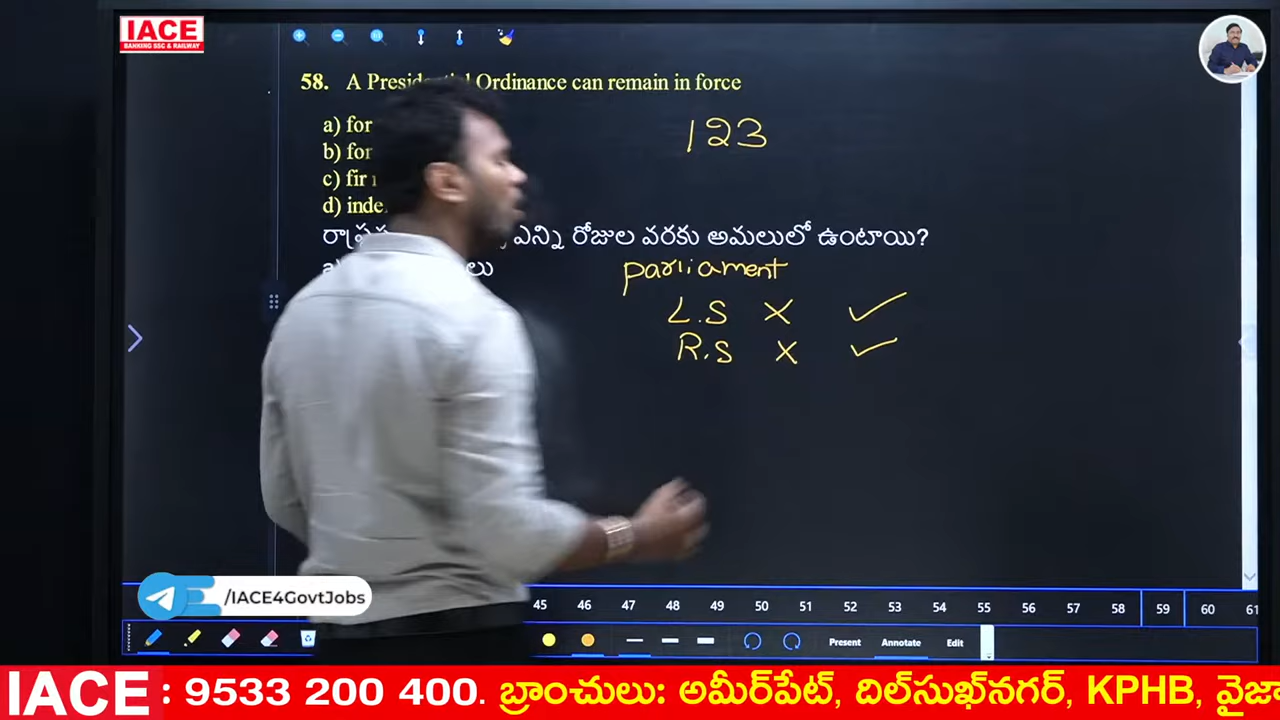 IACE
BANKING SSC & RAILWAY
58. A Ordinance can remain in force
a) for
b) for
c) fir
d)
123
ఎన్ని రోజుల వరకు అమలులో ఉంటాయి?
parliament
L.S X ✓
R.S X ✓
/IACE4GovtJobs
45 46 47 48 49 50 51 52 53 54 55 56 57 58 59 60 61
Present Annotate Edit
IACE : 9533 200 400. బ్రాంచులు: అమీర్‌పేట్, దిల్‌సుఖ్‌నగర్, KPHB,